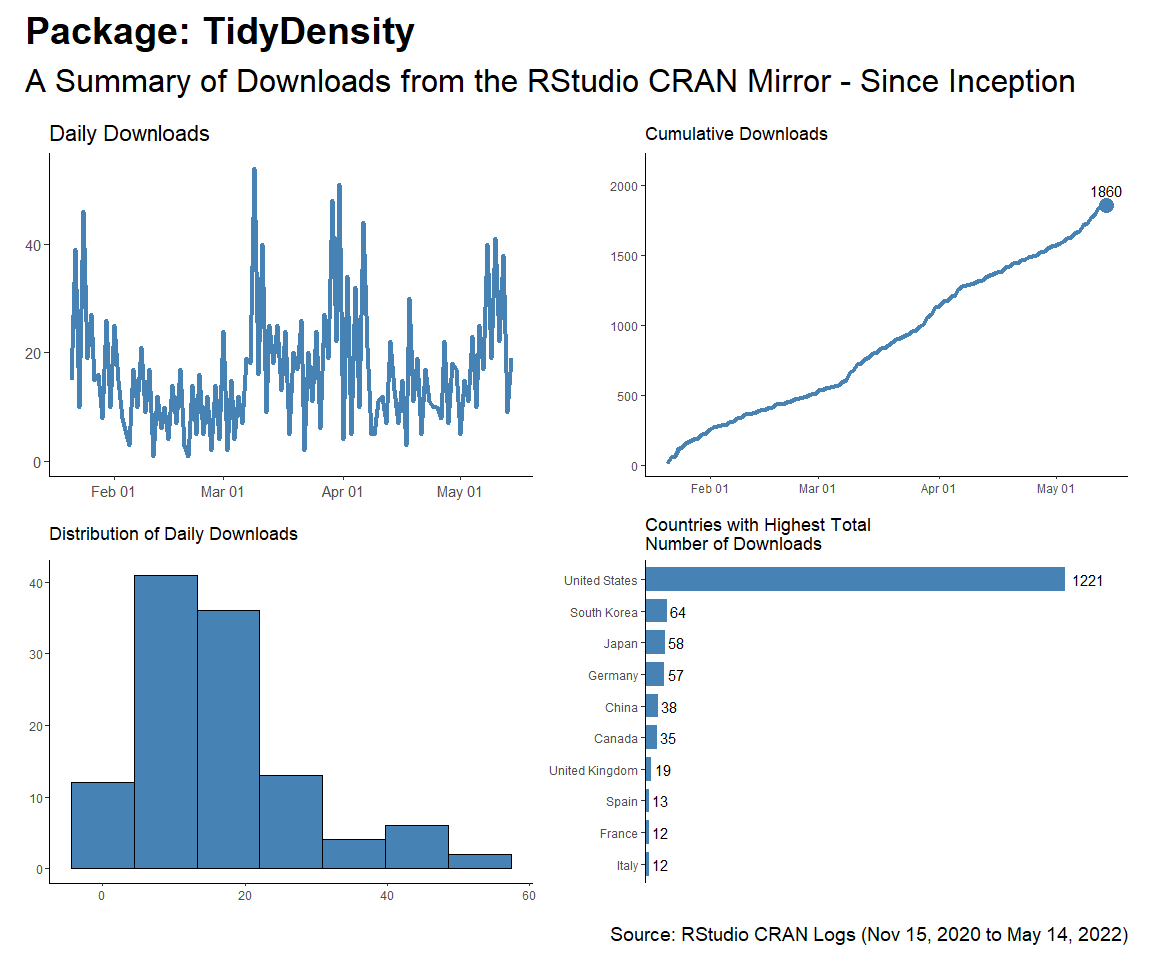 Package: TidyDensity
A Summary of Downloads from the RStudio CRAN Mirror - Since Inception
Daily Downloads
40
20
0
Feb 01
Mar 01
Apr 01
May 01
Cumulative Downloads
2000
1500
1000
500
0
1860
Feb 01
Mar 01
Apr 01
May 01
Distribution of Daily Downloads
40
30
20
10
0
0
20
40
60
Countries with Highest Total
Number of Downloads
United States 1221
South Korea 64
Japan 58
Germany 57
China 38
Canada 35
United Kingdom 19
Spain 13
France 12
Italy 12
Source: RStudio CRAN Logs (Nov 15, 2020 to May 14, 2022)